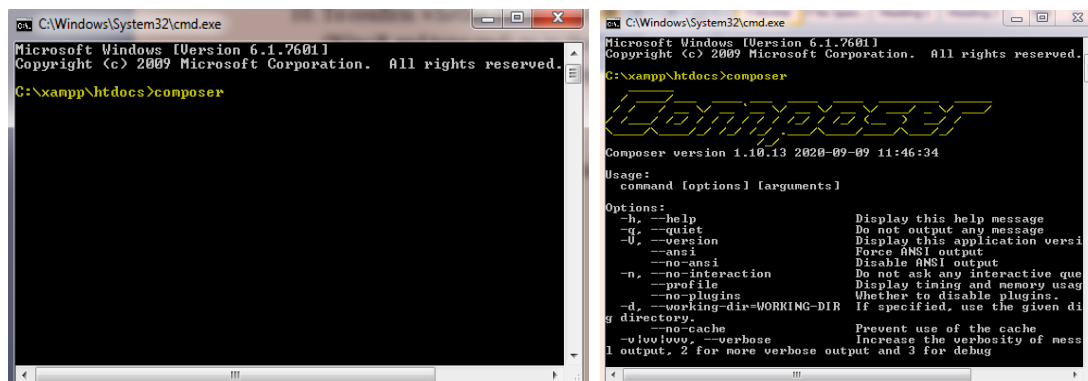 C:\Windows\System32\cmd.exe
Microsoft Windows [Version 6.1.7601]
Copyright (c) 2009 Microsoft Corporation.  All rights reserved.
C:\xampp\htdocs>composer
C:\Windows\System32\cmd.exe
Microsoft Windows [Version 6.1.7601]
Copyright (c) 2009 Microsoft Corporation.  All rights reserved.
C:\xampp\htdocs>composer
Composer
Composer version 1.10.13 2020-09-09 11:46:34
Usage:
  command [options] [arguments]
Options:
  -h, --help                     Display this help message
  -q, --quiet                    Do not output any message
  -V, --version                  Display this application versi
      --ansi                     Force ANSI output
      --no-ansi                  Disable ANSI output
  -n, --no-interaction           Do not ask any interactive que
      --profile                  Display timing and memory usag
      --no-plugins               Whether to disable plugins.
  -d, --working-dir=WORKING-DIR  If specified, use the given di
g directory.
      --no-cache                 Prevent use of the cache
  -v|vv|vvv, --verbose           Increase the verbosity of mess
l output, 2 for more verbose output and 3 for debug